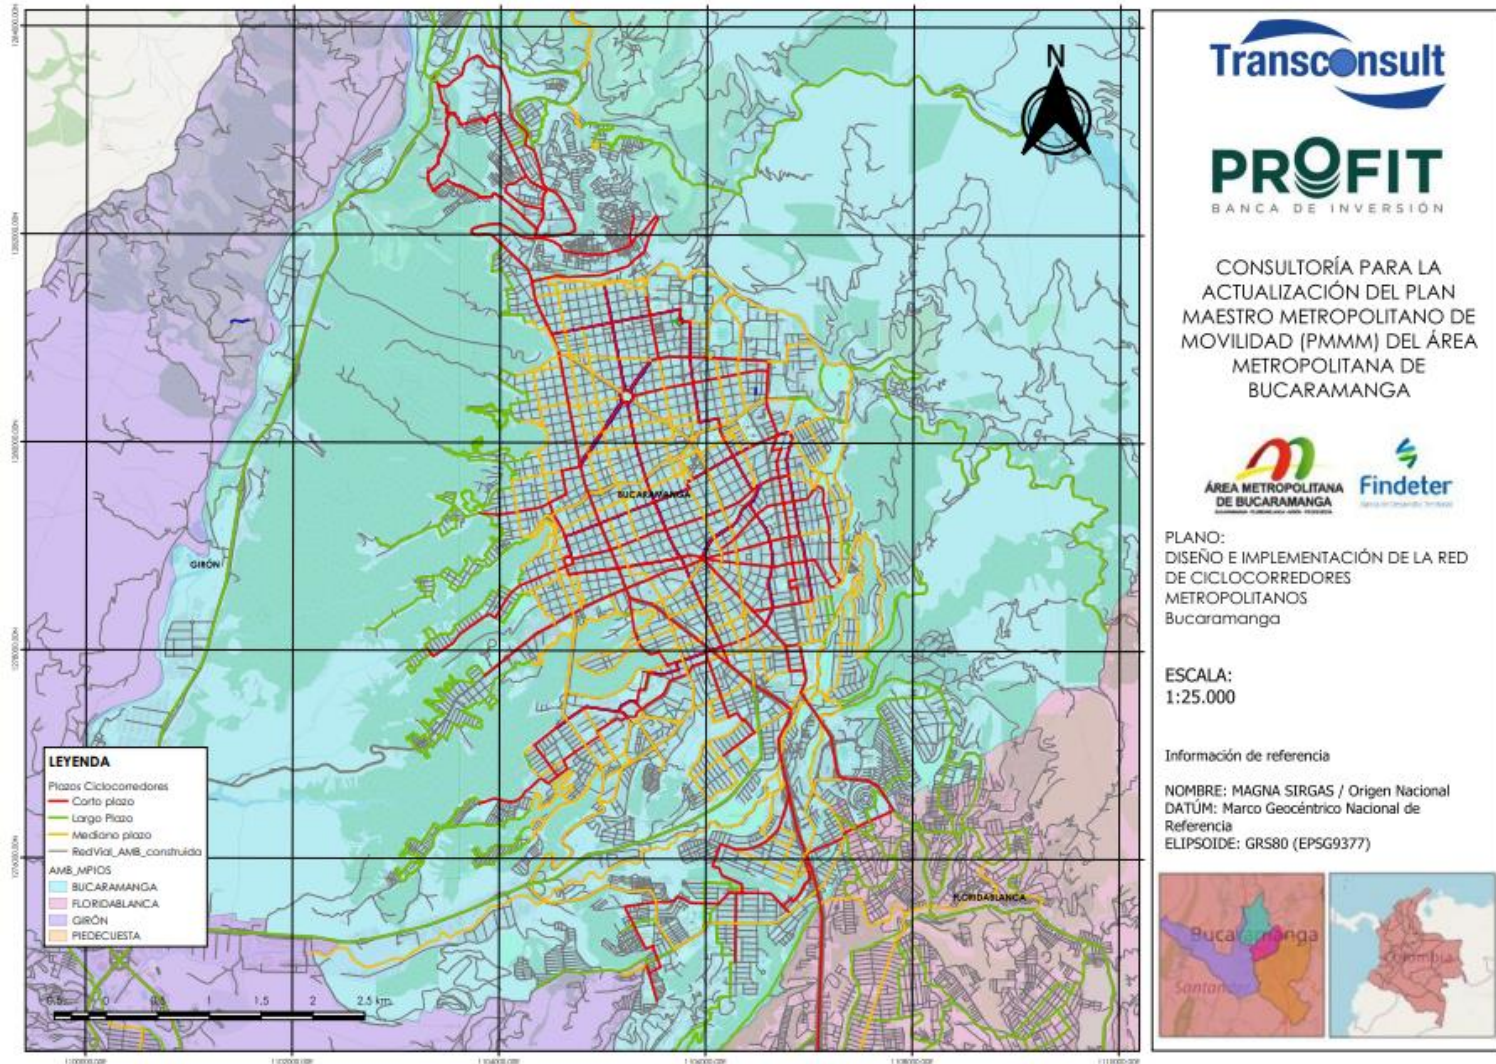 N
BUCARAMANGA
GIRÓN
FLORIDABLANCA
LEYENDA
Plazos Ciclocorredores
Corto plazo
Largo Plazo
Mediano plazo
RedVial_AMB_construida
AMB_MPIOS
BUCARAMANGA
FLORIDABLANCA
GIRÓN
PIEDECUESTA
0.5 0 0.5 1 1.5 2 2.5 km
Transconsult
PROFIT
BANCA DE INVERSIÓN
CONSULTORÍA PARA LA
ACTUALIZACIÓN DEL PLAN
MAESTRO METROPOLITANO DE
MOVILIDAD (PMMM) DEL ÁREA
METROPOLITANA DE
BUCARAMANGA
ÁREA METROPOLITANA
DE BUCARAMANGA
Findeter
PLANO:
DISEÑO E IMPLEMENTACIÓN DE LA RED
DE CICLOCORREDORES
METROPOLITANOS
Bucaramanga
ESCALA:
1:25.000
Información de referencia
NOMBRE: MAGNA SIRGAS / Origen Nacional
DATÚM: Marco Geocéntrico Nacional de
Referencia
ELIPSOIDE: GRS80 (EPSG9377)
Bucaramanga
Santander
Colombia